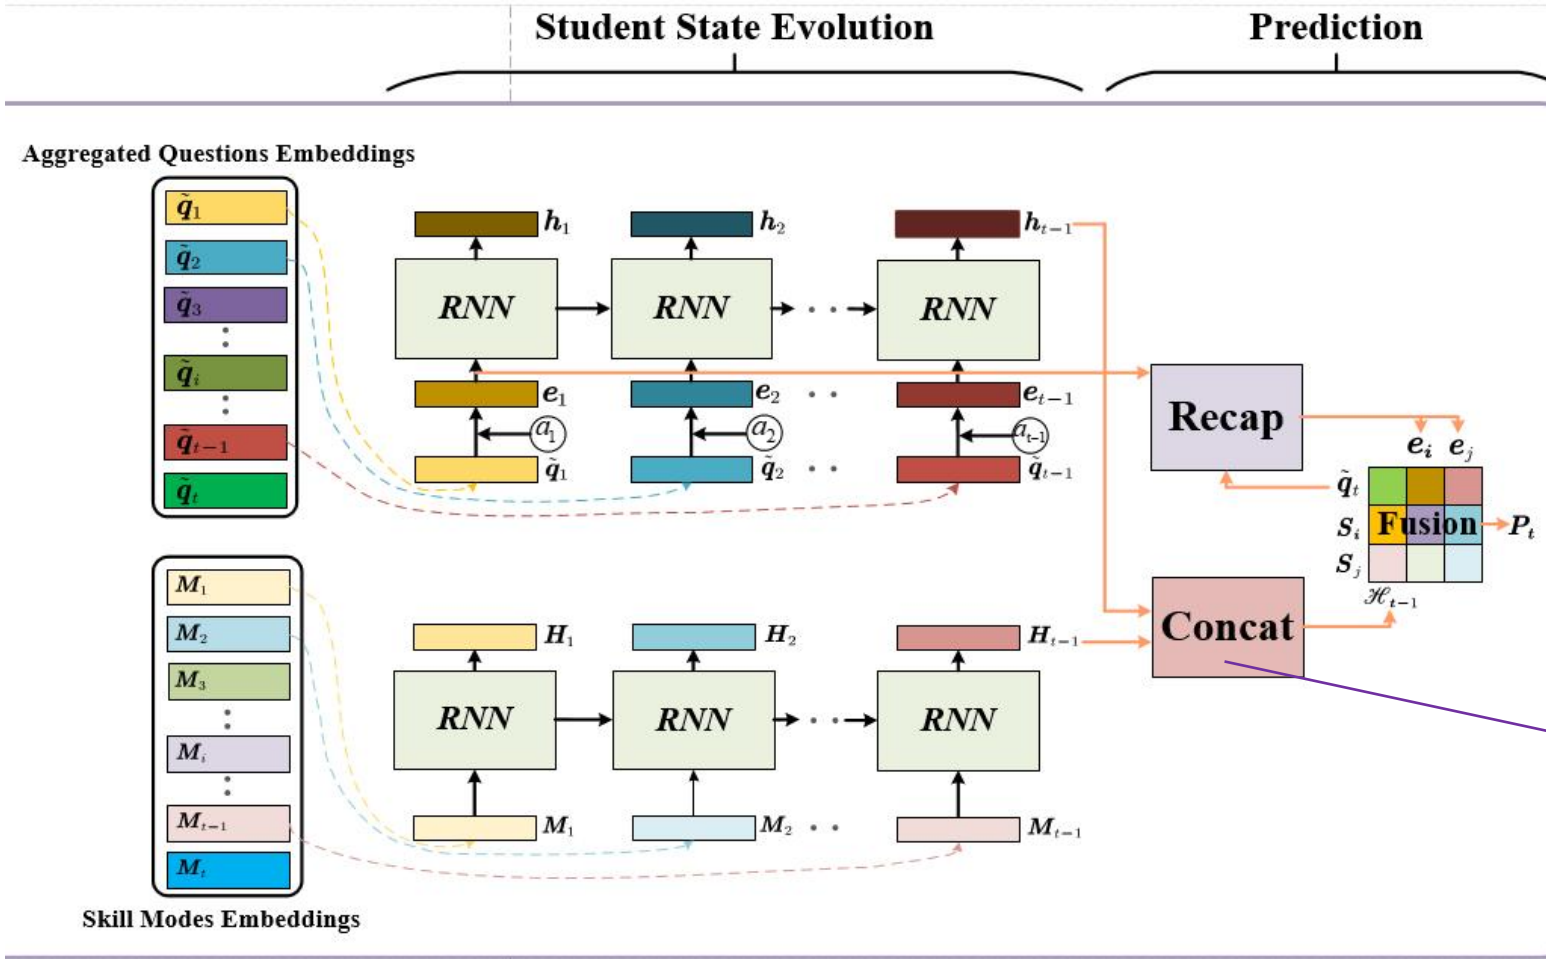 Student State Evolution
Prediction
Aggregated Questions Embeddings
q̃₁
q̃₂
q̃₃
q̃ᵢ
q̃ₜ₋₁
q̃ₜ
h₁
h₂
hₜ₋₁
RNN
RNN
RNN
e₁
e₂
eₜ₋₁
a₁
a₂
aₜ₋₁
q̃₁
q̃₂
q̃ₜ₋₁
Recap
eᵢ eⱼ
q̃ₜ
Sᵢ
Sⱼ
Fusion
Pₜ
ℋₜ₋₁
Concat
M₁
M₂
M₃
Mᵢ
Mₜ₋₁
Mₜ
H₁
H₂
Hₜ₋₁
RNN
RNN
RNN
M₁
M₂
Mₜ₋₁
Skill Modes Embeddings